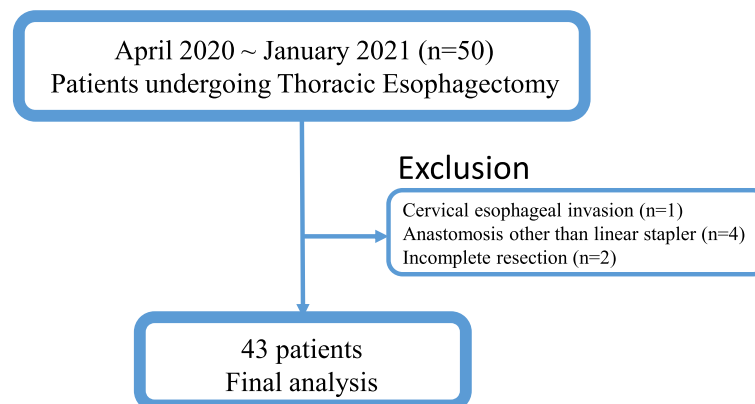 April 2020 ~ January 2021 (n=50)
Patients undergoing Thoracic Esophagectomy
Exclusion
Cervical esophageal invasion (n=1)
Anastomosis other than linear stapler (n=4)
Incomplete resection (n=2)
43 patients
Final analysis